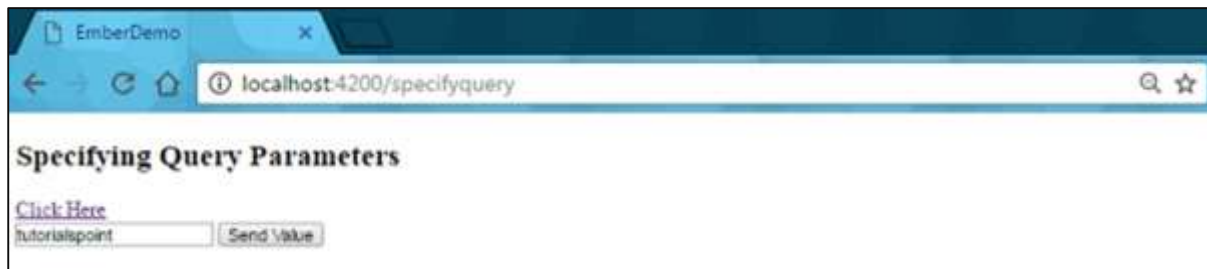 EmberDemo
localhost:4200/specifyquery
Specifying Query Parameters
Click Here
tutorialspoint Send Value